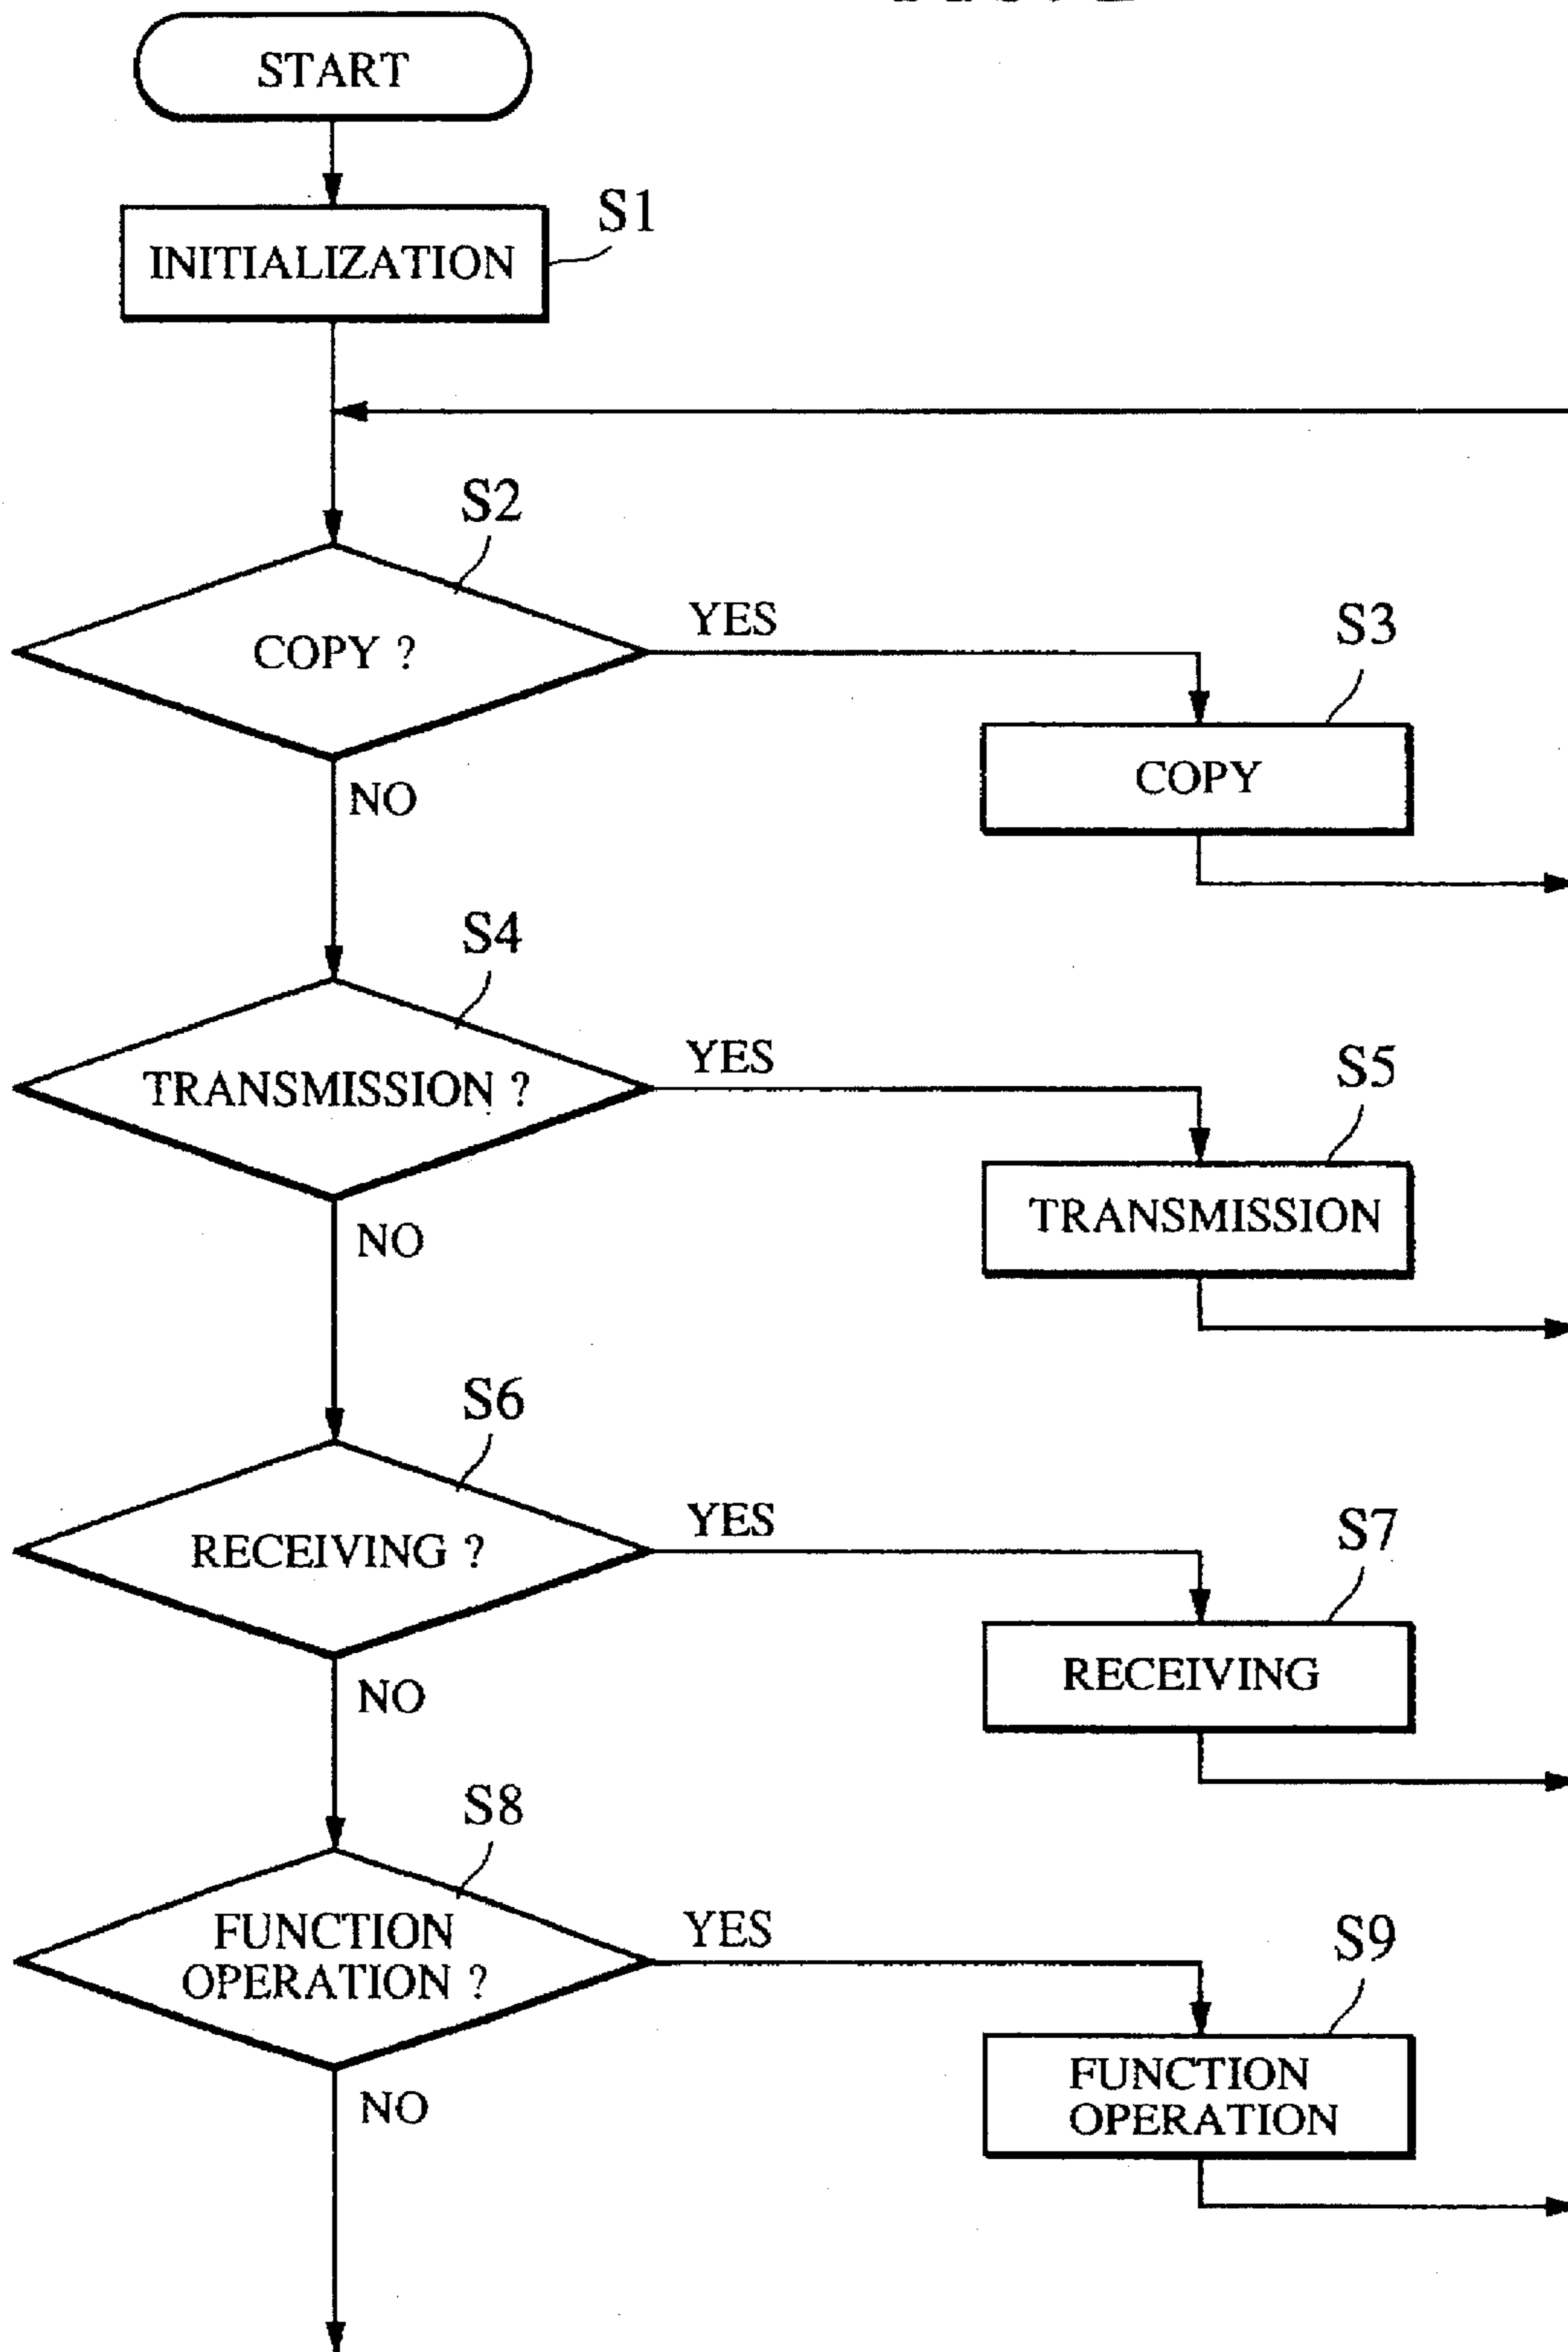 START
S1
INITIALIZATION
S2
YES
S3
COPY ?
COPY
NO
S4
YES
S5
TRANSMISSION ?
TRANSMISSION
NO
S6
YES
S7
RECEIVING ?
RECEIVING
NO
S8
YES
S9
FUNCTION
OPERATION ?
FUNCTION
OPERATION
NO